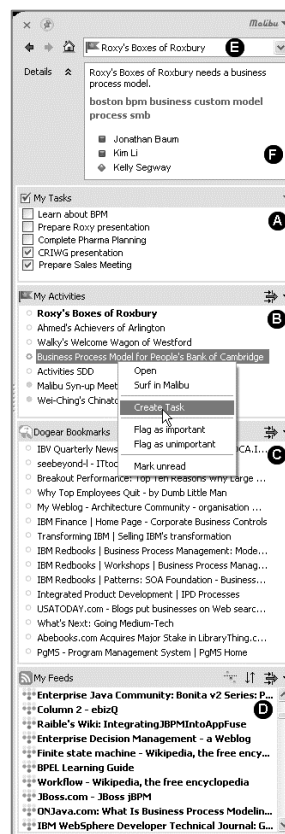 Malibu
Roxy's Boxes of Roxbury
E
Details
Roxy's Boxes of Roxbury needs a business
process model.
boston bpm business custom model
process smb
Jonathan Baum
Kim Li
Kelly Segway
F
My Tasks
Learn about BPM
A
Prepare Roxy presentation
Complete Pharma Planning
CRIWG presentation
Prepare Sales Meeting
My Activities
Roxy's Boxes of Roxbury
B
Ahmed's Achievers of Arlington
Walky's Welcome Wagon of Westford
Business Process Model for People's Bank of Cambridge
Activities SDD
Malibu Syn-up Meet
Wei-Ching's Chinato
Open
Surf in Malibu
Create Task
Flag as important
Flag as unimportant
Mark unread
Dogear Bookmarks
IBV Quarterly News
OCA.I...
C
seebeyond-l - ITtoo
Breakout Performance: Top Ten Reasons Why Large ...
Why Top Employees Quit - by Dumb Little Man
My Weblog - Architecture Community - organisation ...
IBM Finance | Home Page - Corporate Business Controls
Transforming IBM | Selling IBM's transformation
IBM Redbooks | Business Process Management: Mode...
IBM Redbooks | Workshops | Business Process Manag...
IBM Redbooks | Patterns: SOA Foundation - Business...
Integrated Product Development | IPD Processes
USATODAY.com - Blogs put businesses on Web searc...
What's Next: Going Medium-Tech
Abebooks.com Acquires Major Stake in LibraryThing.c...
PgMS - Program Management System | PgMS Home
My Feeds
Enterprise Java Community: Bonita v2 Series: P...
Column 2 - ebizQ
D
Raible's Wiki: IntegratingJBPMIntoAppFuse
Enterprise Decision Management - a Weblog
Finite state machine - Wikipedia, the free ency...
BPEL Learning Guide
Workflow - Wikipedia, the free encyclopedia
JBoss.com - JBoss jBPM
ONJava.com: What Is Business Process Modelin...
IBM WebSphere Developer Technical Journal: G...